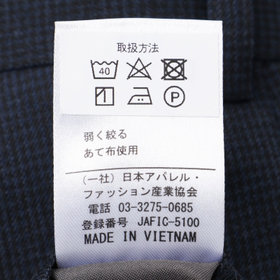 取扱方法
40
弱く絞る
あて布使用
(一社)日本アパレル・
ファッション産業協会
電話 03-3275-0685
登録番号 JAFIC-5100
MADE IN VIETNAM